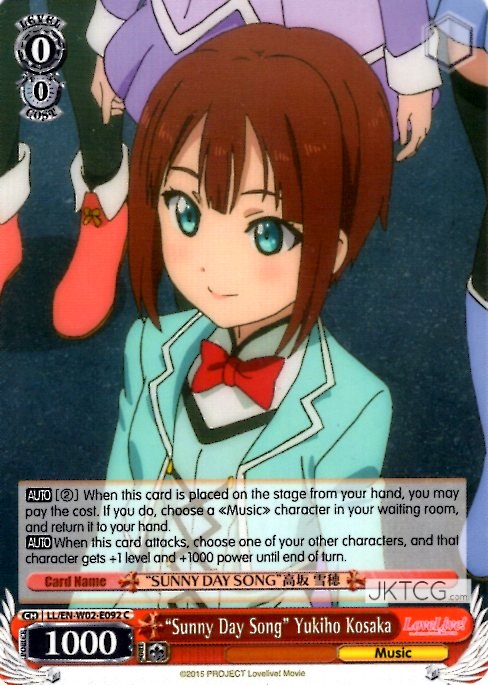 LEVEL
0
0
COST
AUTO [②] When this card is placed on the stage from your hand, you may
pay the cost. If you do, choose a «Music» character in your waiting room,
and return it to your hand.
AUTO When this card attacks, choose one of your other characters, and that
character gets +1 level and +1000 power until end of turn.
Card Name "SUNNY DAY SONG"高坂 雪穂
JKTCG.com
CH LL/EN-W02-E092 C
POWER 1000
"Sunny Day Song" Yukiho Kosaka
LoveLive!
SOUL
Music
©2015 PROJECT Lovelive! Movie